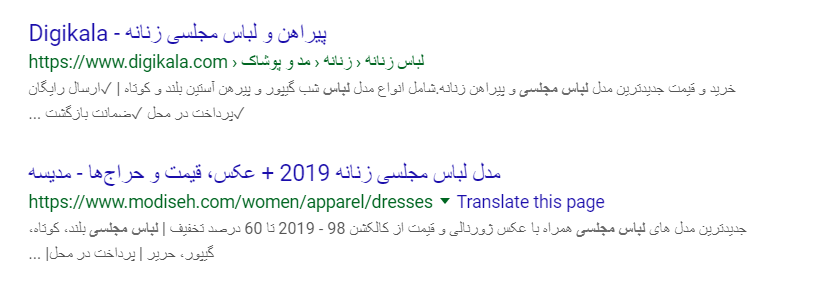 پیراهن و لباس مجلسی زنانه - Digikala
https://www.digikala.com › مد و پوشاک › زنانه › لباس زنانه
خرید و قیمت جدیدترین مدل لباس مجلسی و پیراهن زنانه.شامل انواع مدل لباس شب گیپور و پیرهن آستین بلند و کوتاه | ✓ارسال رایگان
✓پرداخت در محل ✓ضمانت بازگشت ...
مدل لباس مجلسی زنانه 2019 + عکس، قیمت و حراج‌ها - مدیسه
https://www.modiseh.com/women/apparel/dresses ▼ Translate this page
جدیدترین مدل های لباس مجلسی همراه با عکس ژورنالی و قیمت از کالکشن 98 - 2019 تا 60 درصد تخفیف | لباس مجلسی بلند، کوتاه،
گیپور، حریر | پرداخت در محل| ...